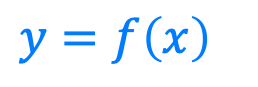 y = f(x)